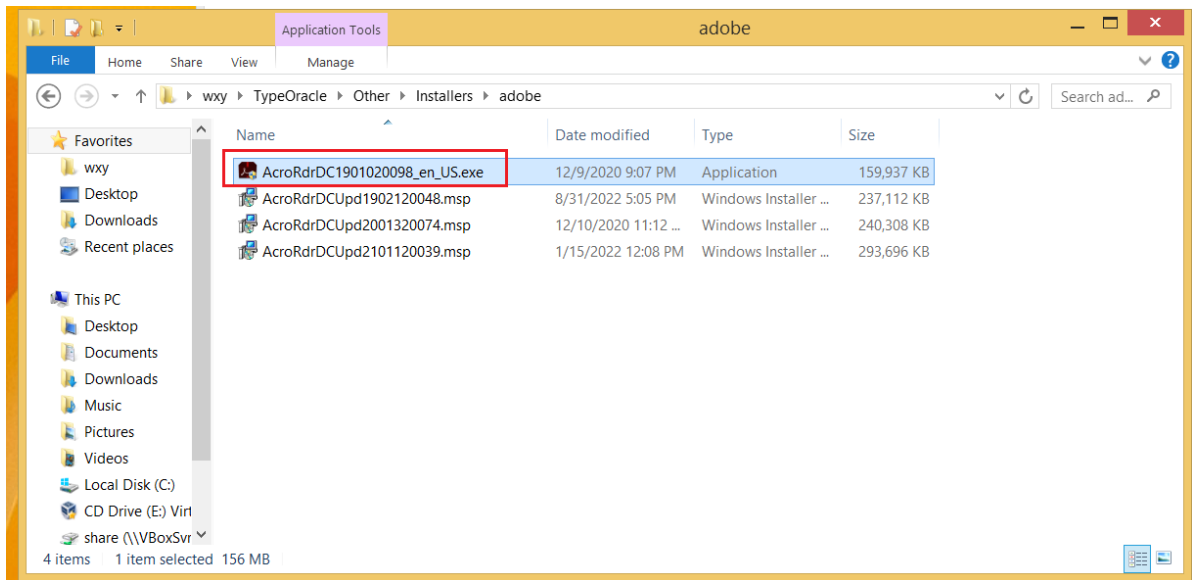 Application Tools
adobe
File
Home
Share
View
Manage
wxy
TypeOracle
Other
Installers
adobe
Search ad...
Favorites
wxy
Desktop
Downloads
Recent places
This PC
Desktop
Documents
Downloads
Music
Pictures
Videos
Local Disk (C:)
CD Drive (E:) Virt
share (\\VBoxSvr
Name Date modified Type Size
AcroRdrDC1901020098_en_US.exe 12/9/2020 9:07 PM Application 159,937 KB
AcroRdrDCUpd1902120048.msp 8/31/2022 5:05 PM Windows Installer ... 237,112 KB
AcroRdrDCUpd2001320074.msp 12/10/2020 11:12 ... Windows Installer ... 240,308 KB
AcroRdrDCUpd2101120039.msp 1/15/2022 12:08 PM Windows Installer ... 293,696 KB
4 items 1 item selected 156 MB